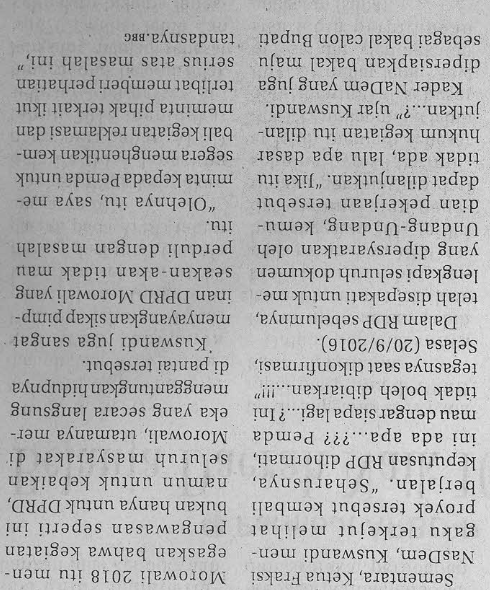 Sementara, Ketua Fraksi
NasDem, Kuswandi men-
gaku terkejut melihat
proyek tersebut kembali
berjalan. "Seharusnya,
keputusan RDP dihormati,
ini ada apa...??? Pemda
mau dengar siapa lagi...? Ini
tidak boleh dibiarkan....!!!"
tegasnya saat dikonfirmasi,
Selasa (20/9/2016).
Dalam RDP sebelumnya,
telah disepakati untuk me-
lengkapi seluruh dokumen
yang dipersyaratkan oleh
Undang-Undang, kemu-
dian pekerjaan tersebut
dapat dilanjutkan. "Jika itu
tidak ada, lalu apa dasar
hukum kegiatan itu dilan-
jutkan...?" ujar Kuswandi.
Kader NaDem yang juga
dipersiapkan bakal maju
sebagai bakal calon Bupati
Morowali 2018 itu men-
egaskan bahwa kegiatan
pengawasan seperti ini
bukan hanya untuk DPRD,
namun untuk kebaikan
seluruh masyarakat di
Morowali, utamanya mer-
eka yang secara langsung
menggantungkan hidupnya
di pantai tersebut.
Kuswandi juga sangat
menyayangkan sikap pimp-
inan DPRD Morowali yang
seakan-akan tidak mau
perduli dengan masalah
itu.
"Olehnya itu, saya me-
minta kepada Pemda untuk
segera menghentikan kem-
bali kegiatan reklamasi dan
meminta pihak terkait ikut
terlibat memberi perhatian
serius atas masalah ini,"
tandasnya.BBG